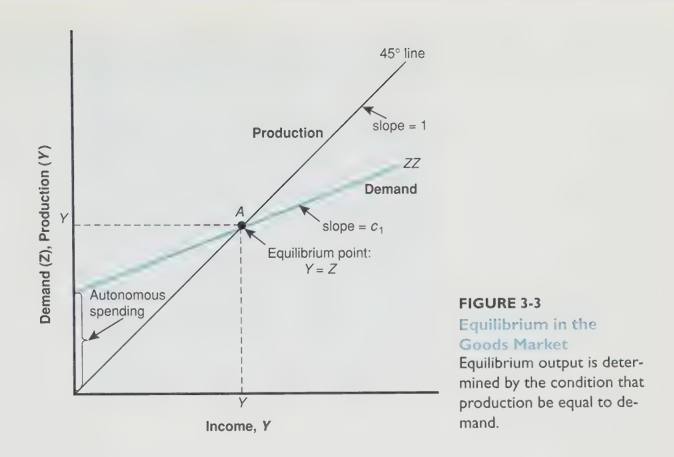 45° line
slope = 1
Production
ZZ
Demand
A
slope = c₁
Y
Equilibrium point:
Y = Z
Autonomous
spending
Demand (Z), Production (Y)
Y
Income, Y
FIGURE 3-3
Equilibrium in the
Goods Market
Equilibrium output is deter-
mined by the condition that
production be equal to de-
mand.